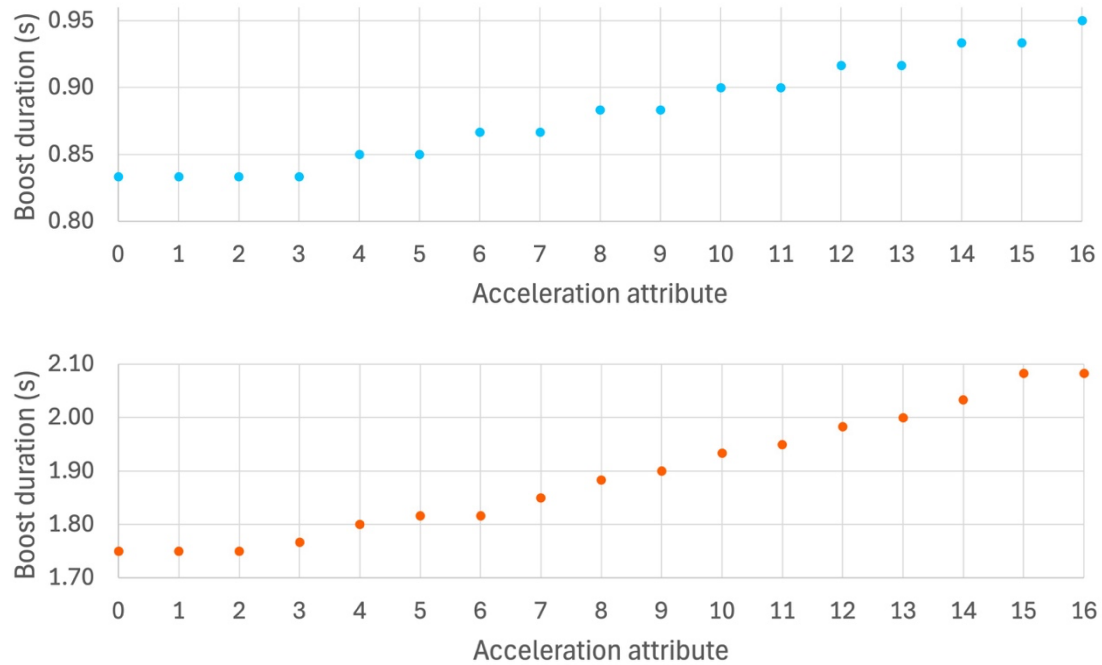 Boost duration (s)
0.95
0.90
0.85
0.80
0 1 2 3 4 5 6 7 8 9 10 11 12 13 14 15 16
Acceleration attribute
Boost duration (s)
2.10
2.00
1.90
1.80
1.70
0 1 2 3 4 5 6 7 8 9 10 11 12 13 14 15 16
Acceleration attribute